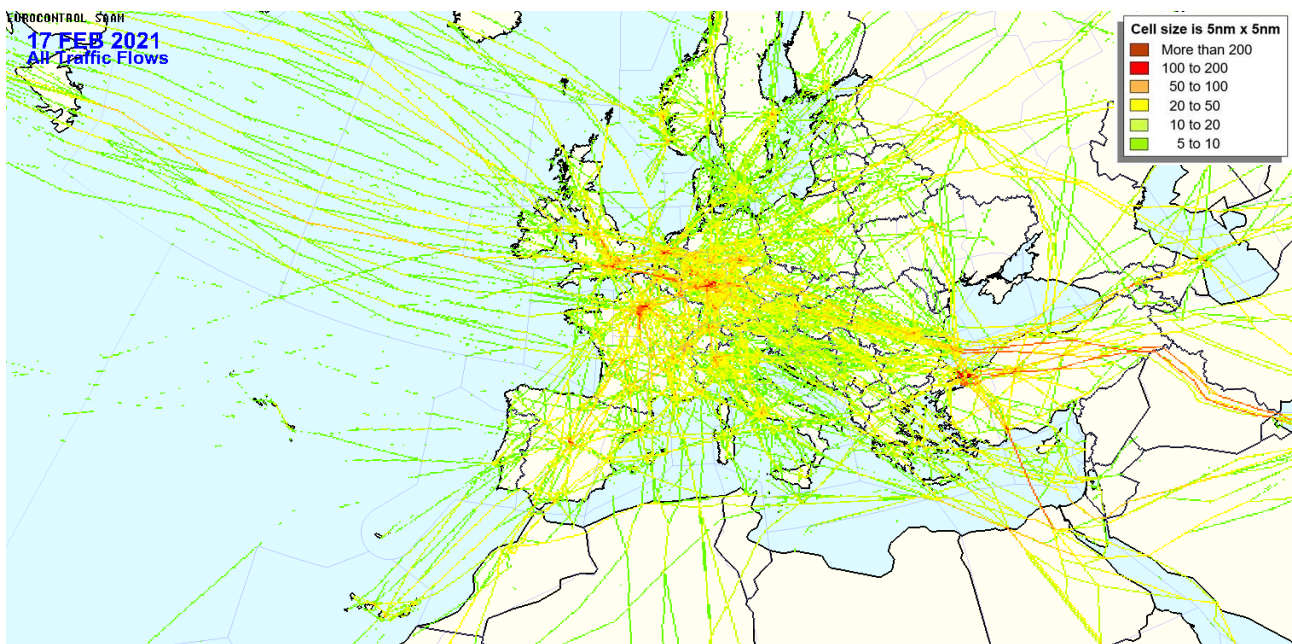 EUROCONTROL SAAM
17 FEB 2021
All Traffic Flows
Cell size is 5nm x 5nm
More than 200
100 to 200
50 to 100
20 to 50
10 to 20
5 to 10